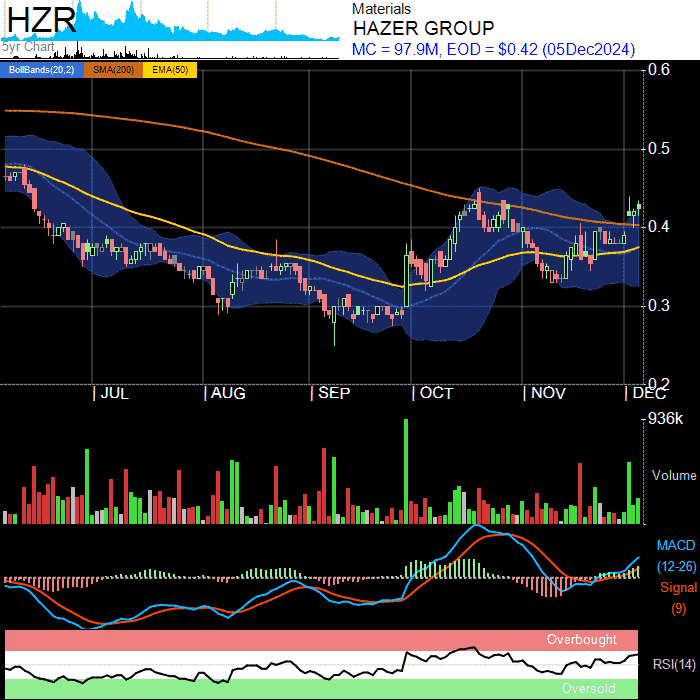 HZR
5yr Chart
Materials
HAZER GROUP
MC = 97.9M, EOD = $0.42 (05Dec2024)
BollBands(20,2) SMA(200) EMA(50)
0.6
0.5
0.4
0.3
0.2
| JUL | AUG | SEP | OCT | NOV | DEC
936k
Volume
MACD
(12-26)
Signal
(9)
Overbought
RSI(14)
Oversold